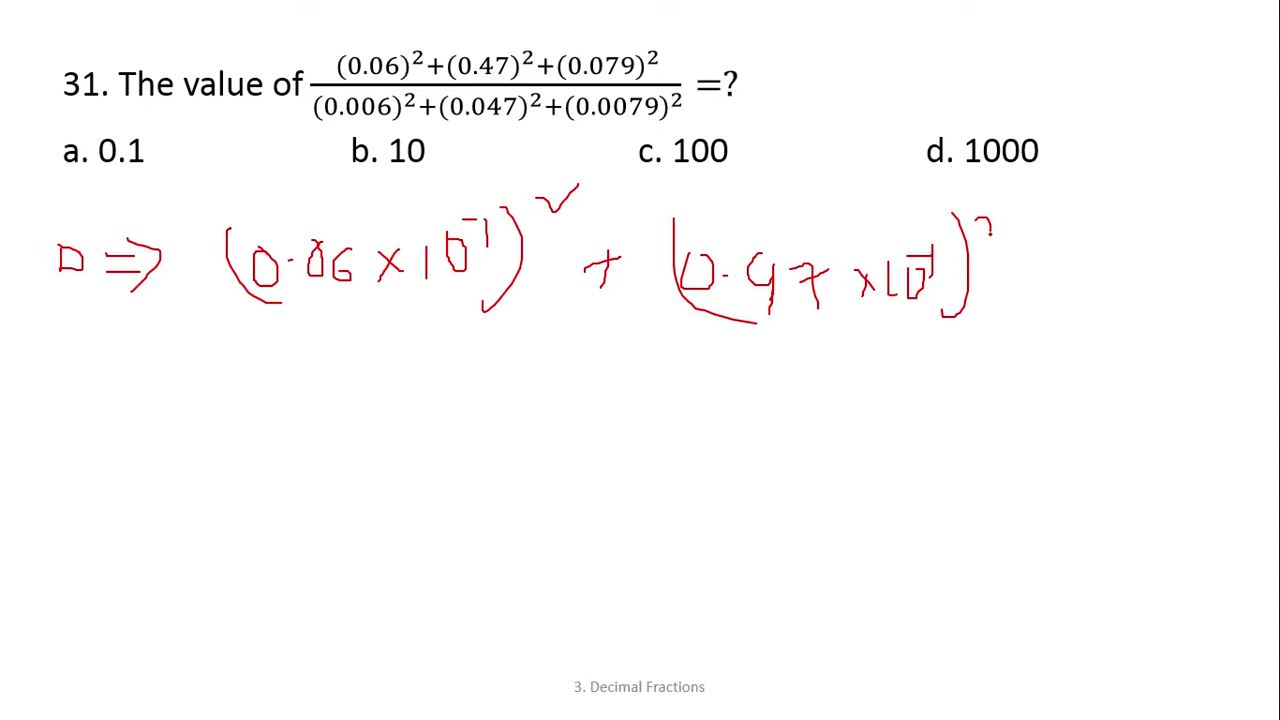 31. The value of \frac{(0.06)^2+(0.47)^2+(0.079)^2}{(0.006)^2+(0.047)^2+(0.0079)^2} =?
a. 0.1 b. 10 c. 100 d. 1000
D ⇒ (0.06 × 10^{-1})^2 + (0.47 × 10^{-1})^2
3. Decimal Fractions